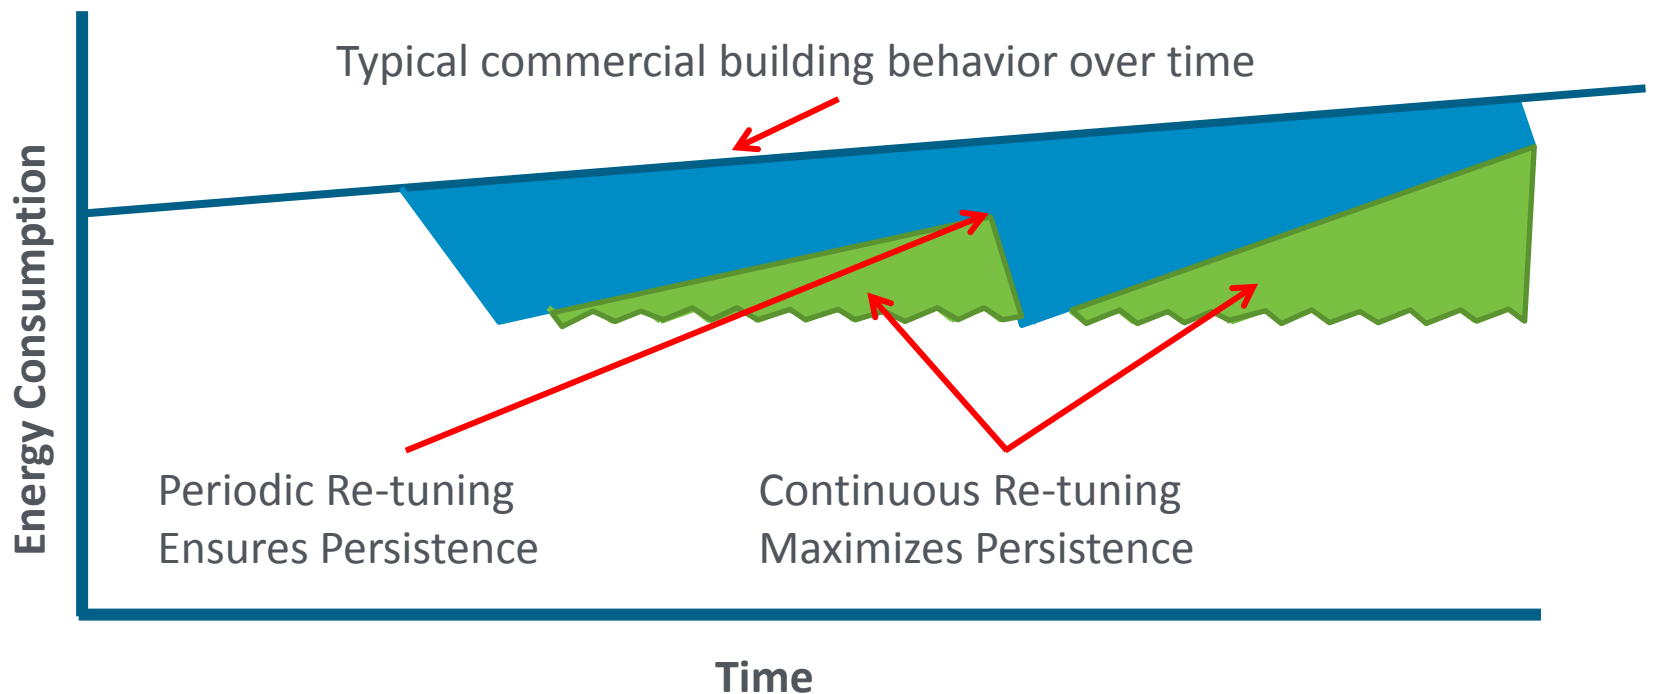 Typical commercial building behavior over time
Energy Consumption
Periodic Re-tuning
Ensures Persistence
Continuous Re-tuning
Maximizes Persistence
Time